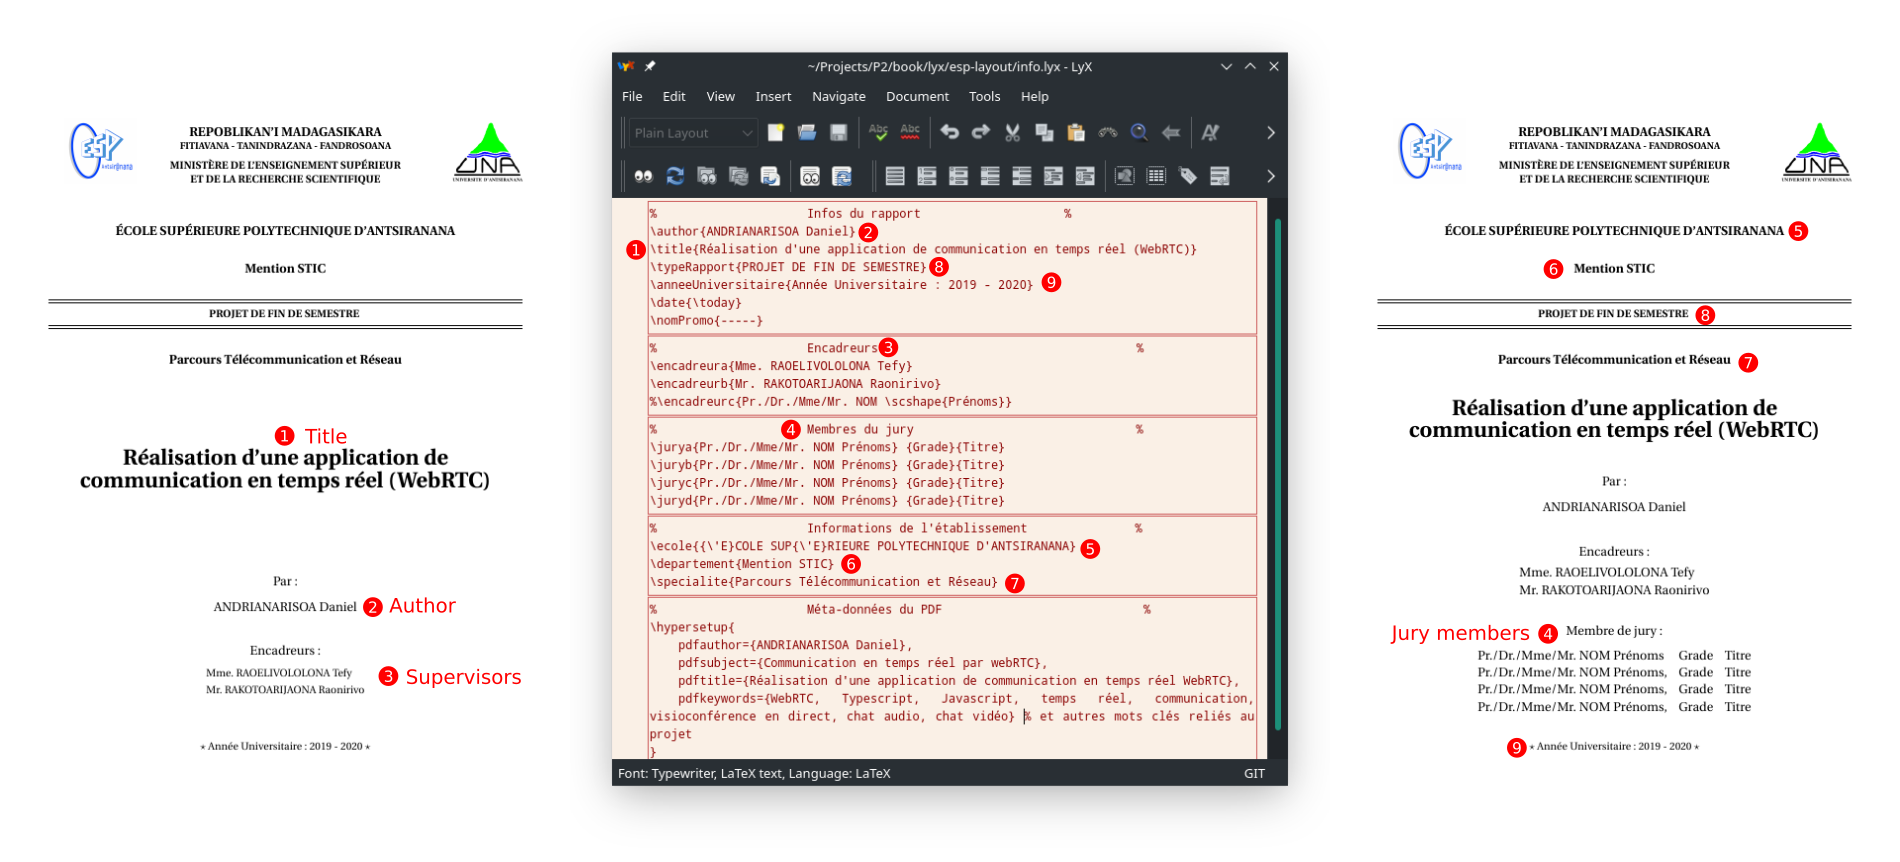 ESP
Antsiranana
REPOBLIKAN'I MADAGASIKARA
FITIAVANA - TANINDRAZANA - FANDROSOANA
MINISTÈRE DE L'ENSEIGNEMENT SUPÉRIEUR
ET DE LA RECHERCHE SCIENTIFIQUE
UNA
UNIVERSITE D'ANTSIRANANA
ÉCOLE SUPÉRIEURE POLYTECHNIQUE D'ANTSIRANANA
Mention STIC
PROJET DE FIN DE SEMESTRE
Parcours Télécommunication et Réseau
1 Title
Réalisation d'une application de
communication en temps réel (WebRTC)
Par :
ANDRIANARISOA Daniel 2 Author
Encadreurs :
Mme. RAOELIVOLOLONA Tefy
Mr. RAKOTOARIJAONA Raonirivo
3 Supervisors
⋆ Année Universitaire : 2019 - 2020 ⋆
~/Projects/P2/book/lyx/esp-layout/info.lyx - LyX
File Edit View Insert Navigate Document Tools Help
Plain Layout
% Infos du rapport %
\author{ANDRIANARISOA Daniel} 2
1 \title{Réalisation d'une application de communication en temps réel (WebRTC)}
\typeRapport{PROJET DE FIN DE SEMESTRE} 8
\anneeUniversitaire{Année Universitaire : 2019 - 2020} 9
\date{\today}
\nomPromo{-----}
% Encadreurs 3 %
\encadreura{Mme. RAOELIVOLOLONA Tefy}
\encadreurb{Mr. RAKOTOARIJAONA Raonirivo}
%\encadreurc{Pr./Dr./Mme/Mr. NOM \scshape{Prénoms}}
% 4 Membres du jury %
\jurya{Pr./Dr./Mme/Mr. NOM Prénoms} {Grade}{Titre}
\juryb{Pr./Dr./Mme/Mr. NOM Prénoms} {Grade}{Titre}
\juryc{Pr./Dr./Mme/Mr. NOM Prénoms} {Grade}{Titre}
\juryd{Pr./Dr./Mme/Mr. NOM Prénoms} {Grade}{Titre}
% Informations de l'établissement %
\ecole{{\'E}COLE SUP{\'E}RIEURE POLYTECHNIQUE D'ANTSIRANANA} 5
\departement{Mention STIC} 6
\specialite{Parcours Télécommunication et Réseau} 7
% Méta-données du PDF %
\hypersetup{
pdfauthor={ANDRIANARISOA Daniel},
pdfsubject={Communication en temps réel par webRTC},
pdftitle={Réalisation d'une application de communication en temps réel WebRTC},
pdfkeywords={WebRTC, Typescript, Javascript, temps réel, communication,
visioconférence en direct, chat audio, chat vidéo} % et autres mots clés reliés au
projet
}
Font: Typewriter, LaTeX text, Language: LaTeX GIT
ESP
Antsiranana
REPOBLIKAN'I MADAGASIKARA
FITIAVANA - TANINDRAZANA - FANDROSOANA
MINISTÈRE DE L'ENSEIGNEMENT SUPÉRIEUR
ET DE LA RECHERCHE SCIENTIFIQUE
UNA
UNIVERSITE D'ANTSIRANANA
ÉCOLE SUPÉRIEURE POLYTECHNIQUE D'ANTSIRANANA 5
6 Mention STIC
PROJET DE FIN DE SEMESTRE 8
Parcours Télécommunication et Réseau 7
Réalisation d'une application de
communication en temps réel (WebRTC)
Par :
ANDRIANARISOA Daniel
Encadreurs :
Mme. RAOELIVOLOLONA Tefy
Mr. RAKOTOARIJAONA Raonirivo
Jury members 4 Membre de jury :
Pr./Dr./Mme/Mr. NOM Prénoms Grade Titre
Pr./Dr./Mme/Mr. NOM Prénoms, Grade Titre
Pr./Dr./Mme/Mr. NOM Prénoms, Grade Titre
Pr./Dr./Mme/Mr. NOM Prénoms, Grade Titre
9 ⋆ Année Universitaire : 2019 - 2020 ⋆